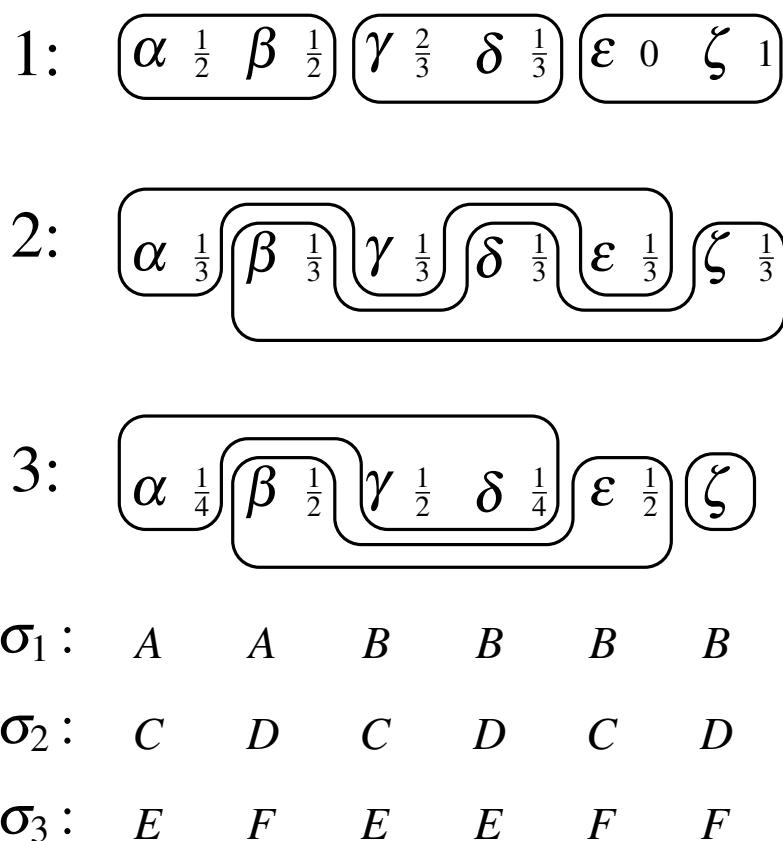 1: α 1/2 β 1/2 γ 2/3 δ 1/3 ε 0 ζ 1
2: α 1/3 β 1/3 γ 1/3 δ 1/3 ε 1/3 ζ 1/3
3: α 1/4 β 1/2 γ 1/2 δ 1/4 ε 1/2 ζ
σ₁: A A B B B B
σ₂: C D C D C D
σ₃: E F E E F F